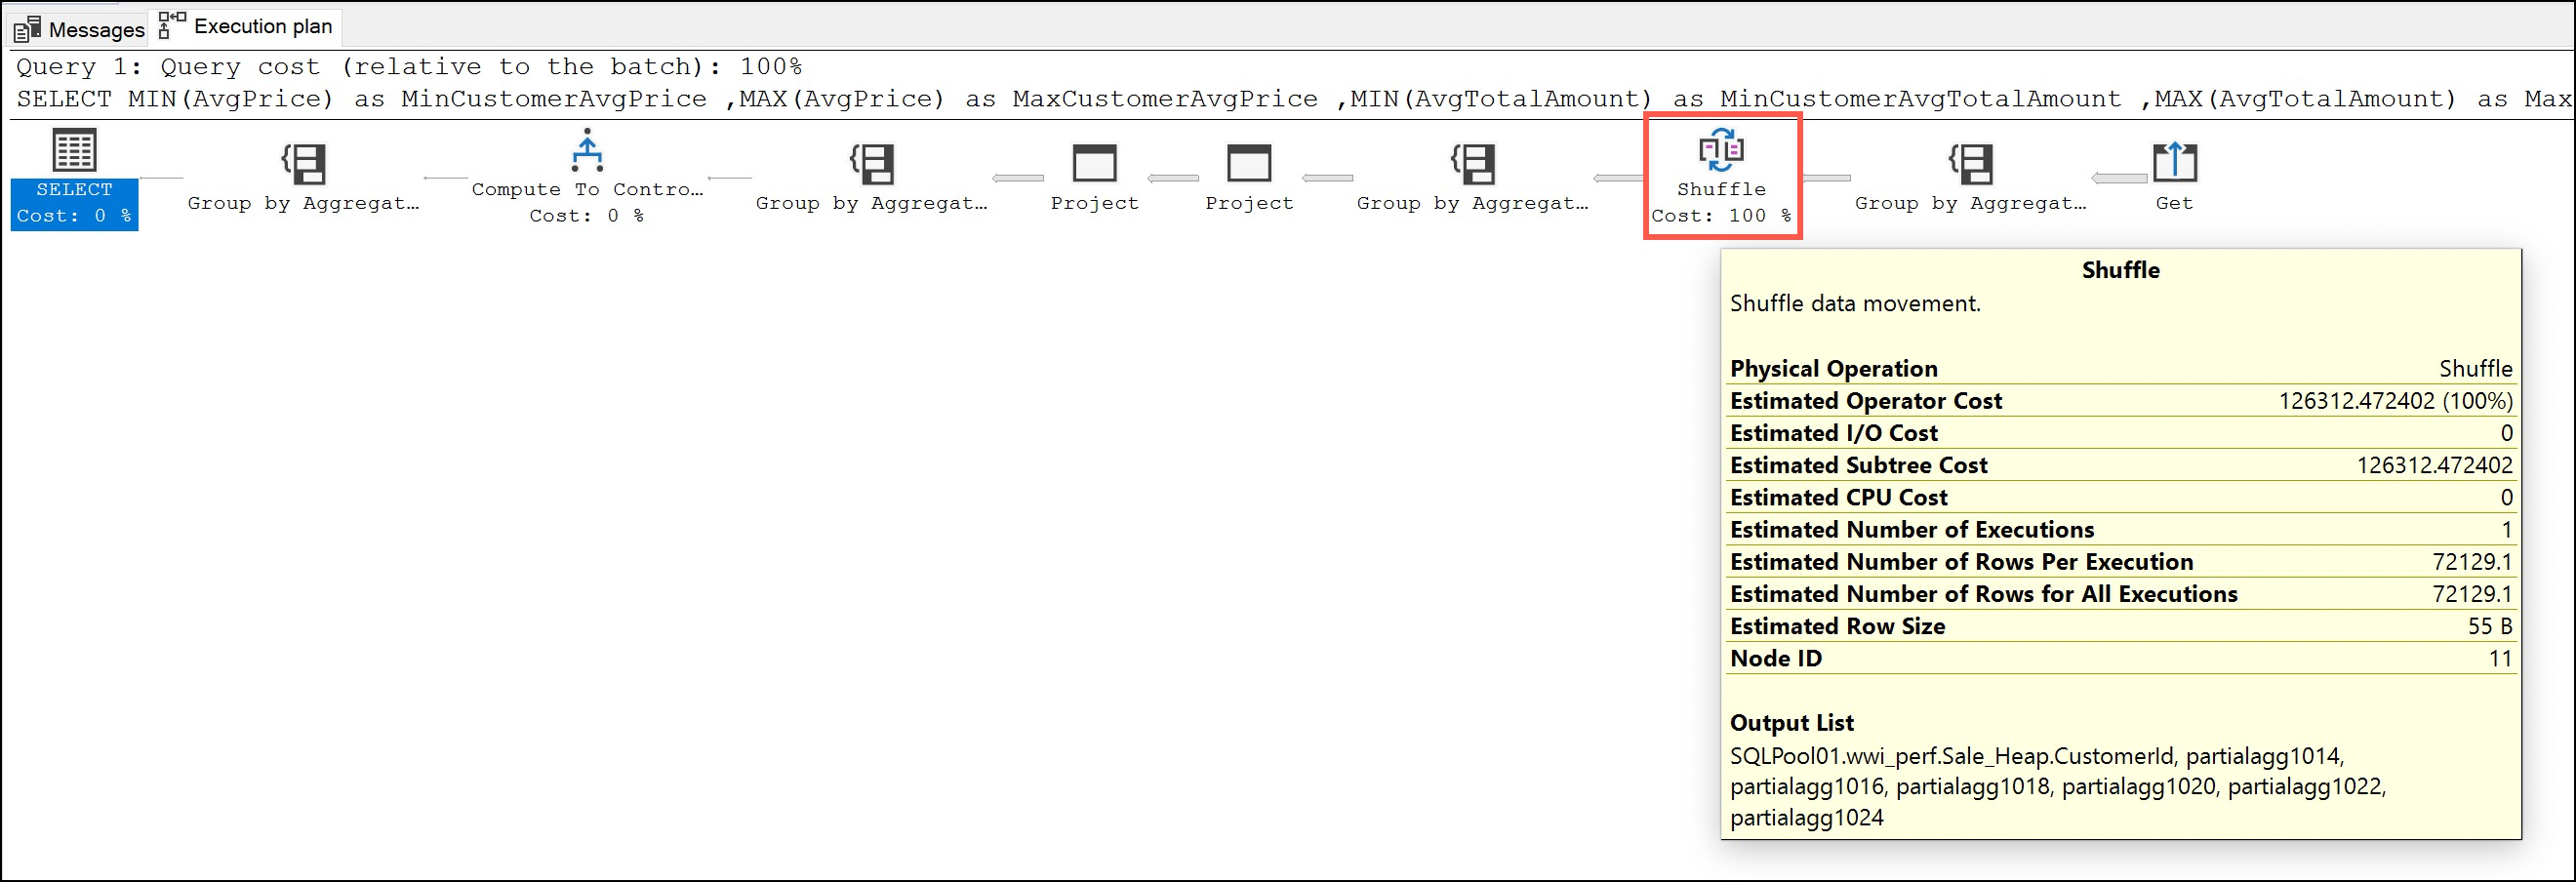 Messages
Execution plan
Query 1: Query cost (relative to the batch): 100%
SELECT MIN(AvgPrice) as MinCustomerAvgPrice ,MAX(AvgPrice) as MaxCustomerAvgPrice ,MIN(AvgTotalAmount) as MinCustomerAvgTotalAmount ,MAX(AvgTotalAmount) as Max
SELECT
Cost: 0 %
Group by Aggregat…
Compute To Contro…
Cost: 0 %
Group by Aggregat…
Project
Project
Group by Aggregat…
Shuffle
Cost: 100 %
Group by Aggregat…
Get
Shuffle
Shuffle data movement.
Physical Operation Shuffle
Estimated Operator Cost 126312.472402 (100%)
Estimated I/O Cost 0
Estimated Subtree Cost 126312.472402
Estimated CPU Cost 0
Estimated Number of Executions 1
Estimated Number of Rows Per Execution 72129.1
Estimated Number of Rows for All Executions 72129.1
Estimated Row Size 55 B
Node ID 11
Output List
SQLPool01.wwi_perf.Sale_Heap.CustomerId, partialagg1014,
partialagg1016, partialagg1018, partialagg1020, partialagg1022,
partialagg1024